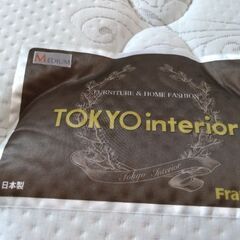 MEDIUM
FURNITURE & HOME FASHION
TOKYO interior
Tokyo Interior
日本製
Fra